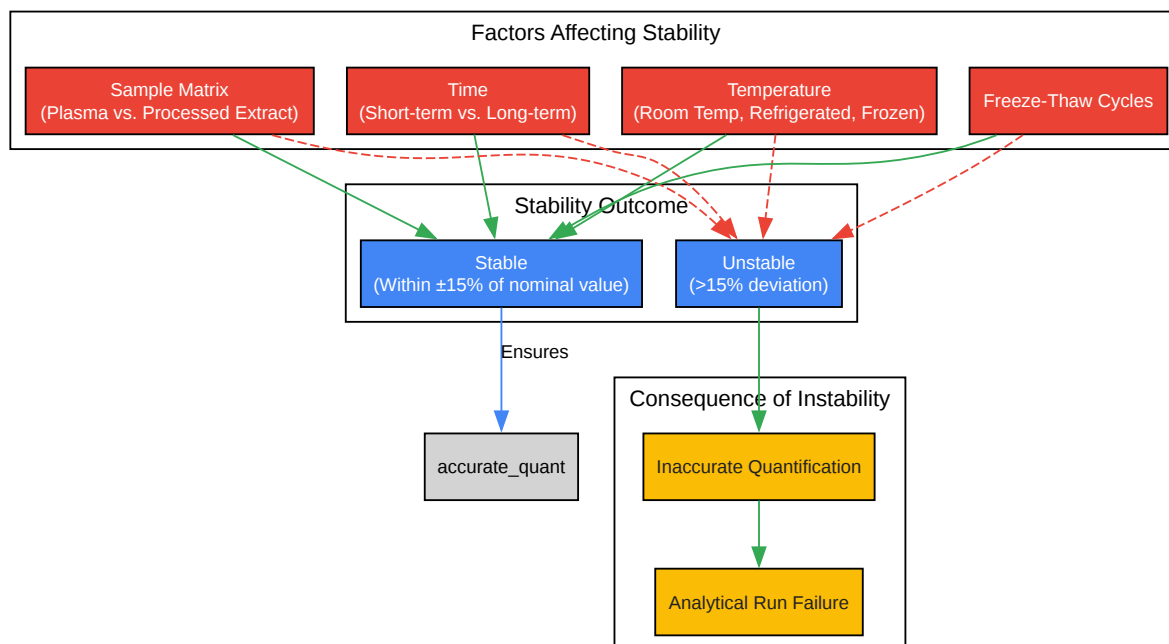 Factors Affecting Stability
Sample Matrix
(Plasma vs. Processed Extract)
Time
(Short-term vs. Long-term)
Temperature
(Room Temp, Refrigerated, Frozen)
Freeze-Thaw Cycles
Stability Outcome
Stable
(Within ±15% of nominal value)
Unstable
(>15% deviation)
Ensures
Consequence of Instability
accurate_quant
Inaccurate Quantification
Analytical Run Failure